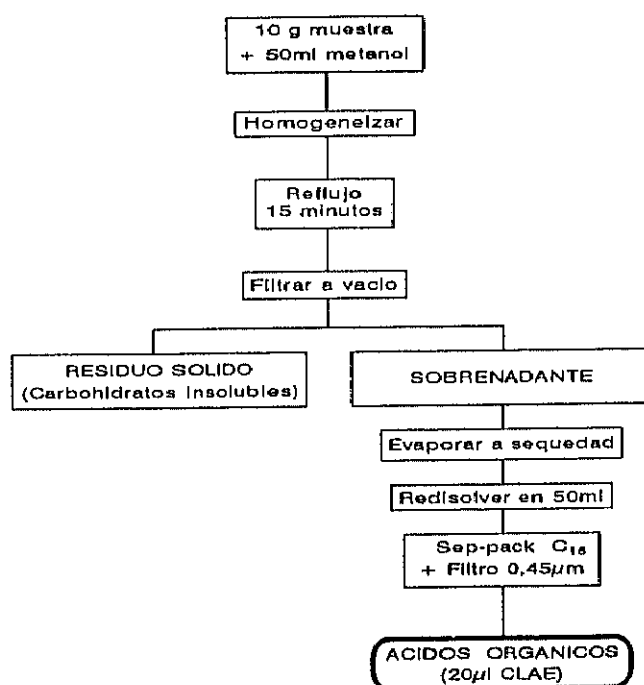 10 g muestra
+ 50ml metanol
Homogeneizar
Reflujo
15 minutos
Filtrar a vacio
RESIDUO SOLIDO
(Carbohidratos insolubles)
SOBRENADANTE
Evaporar a sequedad
Redisolver en 50ml
Sep-pack C₁₈
+ Filtro 0,45µm
ACIDOS ORGANICOS
(20µl CLAE)